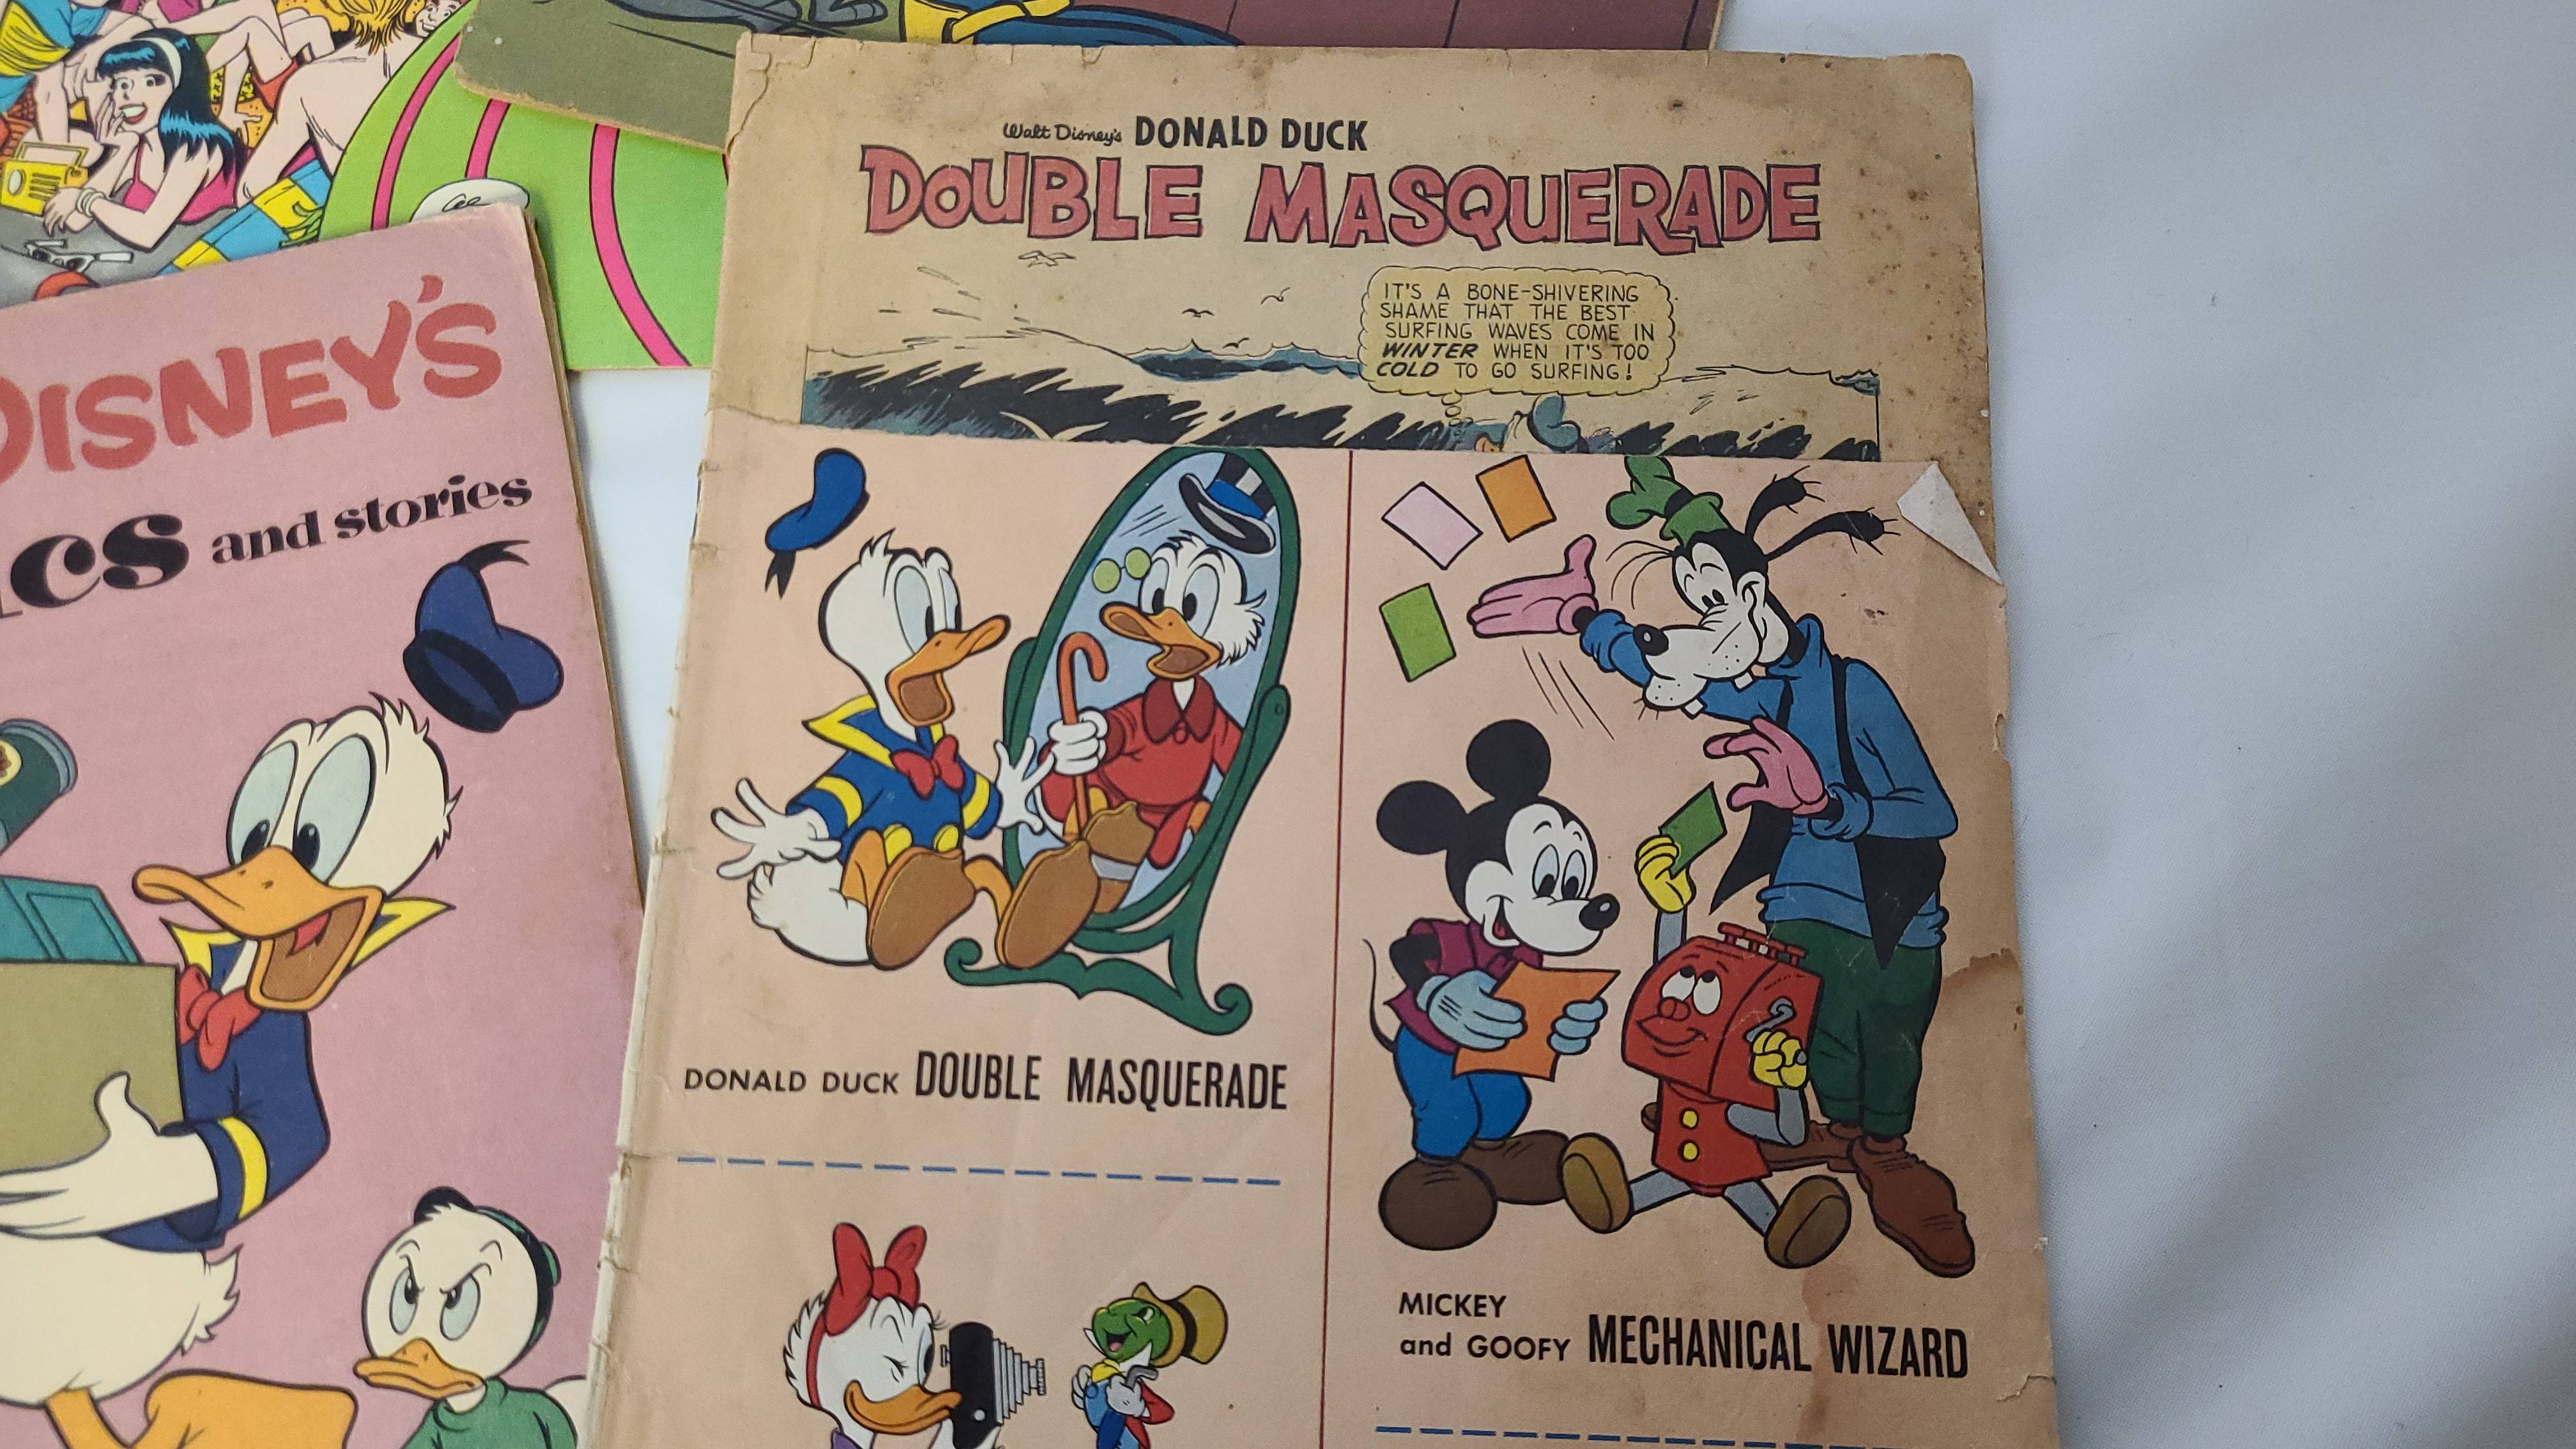 DISNEY'S
and stories
Walt Disney's DONALD DUCK
DOUBLE MASQUERADE
IT'S A BONE-SHIVERING
SHAME THAT THE BEST
SURFING WAVES COME IN
WINTER WHEN IT'S TOO
COLD TO GO SURFING!
DONALD DUCK DOUBLE MASQUERADE
MICKEY
and GOOFY MECHANICAL WIZARD